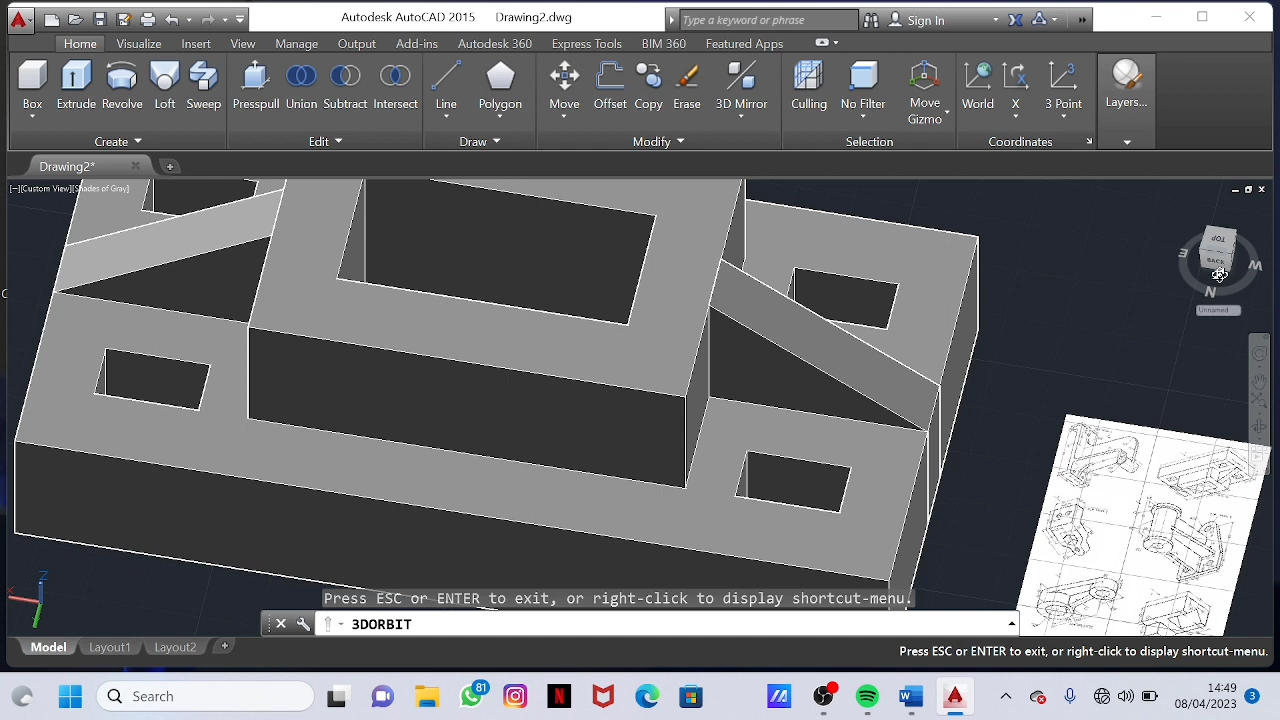 Autodesk AutoCAD 2015 Drawing2.dwg
Type a keyword or phrase
Sign In
Home Visualize Insert View Manage Output Add-ins Autodesk 360 Express Tools BIM 360 Featured Apps
Box Extrude Revolve Loft Sweep Presspull Union Subtract Intersect Line Polygon Move Offset Copy Erase 3D Mirror Culling No Filter Move Gizmo World X 3 Point Layers...
Create Edit Draw Modify Selection Coordinates
Drawing2*
[−][Custom View][Shades of Gray]
TOP
E BACK W
N
Unnamed
Z
X
Press ESC or ENTER to exit, or right-click to display shortcut-menu.
3DORBIT
Model Layout1 Layout2
Press ESC or ENTER to exit, or right-click to display shortcut-menu.
Search
81
14:49
08/04/2023
3